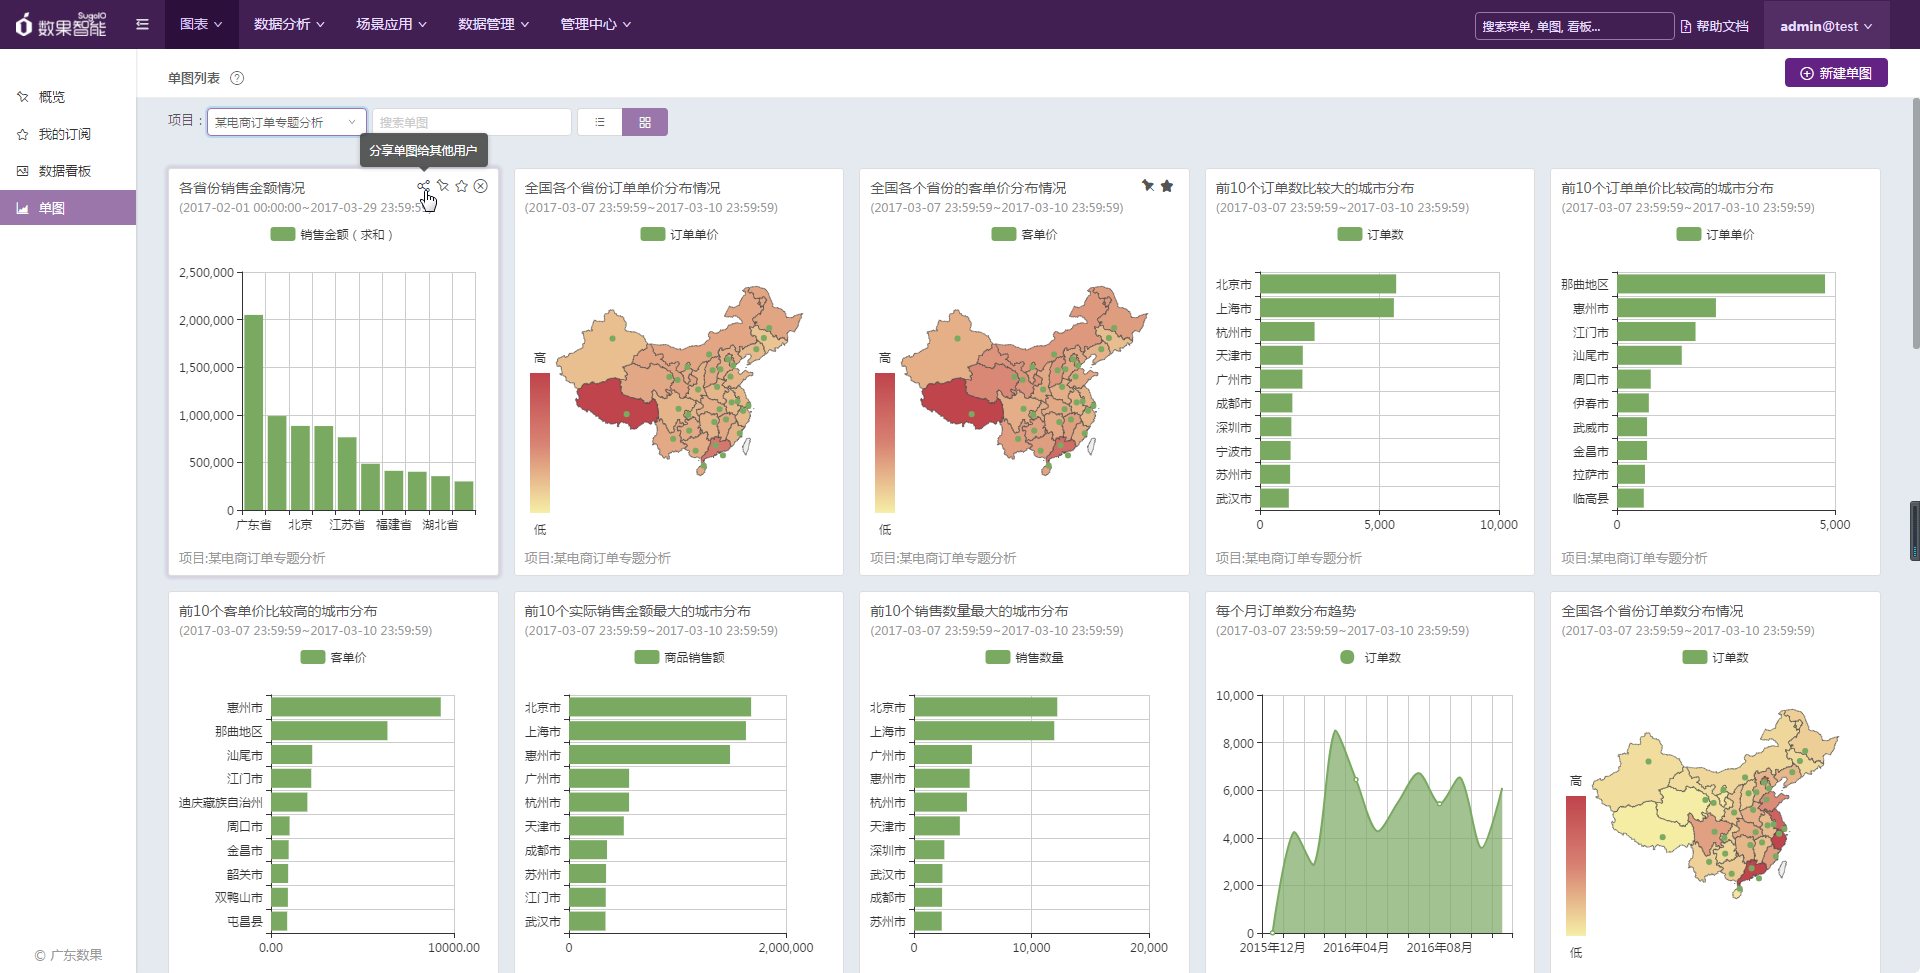 SugoIO
数果智能
图表
数据分析
场景应用
数据管理
管理中心
搜索菜单, 单图, 看板...
帮助文档
admin@test
概览
我的订阅
数据看板
单图
© 广东数果
单图列表
新建单图
项目：
某电商订单专题分析
搜索单图
分享单图给其他用户
各省份销售金额情况
(2017-02-01 00:00:00~2017-03-29 23:59:5
销售金额 ( 求和 )
2,500,000
2,000,000
1,500,000
1,000,000
500,000
0
广东省 北京 江苏省 福建省 湖北省
项目:某电商订单专题分析
全国各个省份订单单价分布情况
(2017-03-07 23:59:59~2017-03-10 23:59:59)
订单单价
高
低
项目:某电商订单专题分析
全国各个省份的客单价分布情况
(2017-03-07 23:59:59~2017-03-10 23:59:59)
客单价
高
低
项目:某电商订单专题分析
前10个订单数比较大的城市分布
(2017-03-07 23:59:59~2017-03-10 23:59:59)
订单数
北京市
上海市
杭州市
天津市
广州市
成都市
深圳市
宁波市
苏州市
武汉市
0 5,000 10,000
项目:某电商订单专题分析
前10个订单单价比较高的城市分布
(2017-03-07 23:59:59~2017-03-10 23:59:59)
订单单价
那曲地区
惠州市
江门市
汕尾市
周口市
伊春市
武威市
金昌市
拉萨市
临高县
0 5,000
项目:某电商订单专题分析
前10个客单价比较高的城市分布
(2017-03-07 23:59:59~2017-03-10 23:59:59)
客单价
惠州市
那曲地区
汕尾市
江门市
迪庆藏族自治州
周口市
金昌市
韶关市
双鸭山市
屯昌县
0.00 10000.00
前10个实际销售金额最大的城市分布
(2017-03-07 23:59:59~2017-03-10 23:59:59)
商品销售额
北京市
上海市
惠州市
广州市
杭州市
天津市
成都市
苏州市
江门市
武汉市
0 2,000,000
前10个销售数量最大的城市分布
(2017-03-07 23:59:59~2017-03-10 23:59:59)
销售数量
北京市
上海市
广州市
惠州市
杭州市
天津市
深圳市
武汉市
成都市
苏州市
0 10,000 20,000
每个月订单数分布趋势
(2017-03-07 23:59:59~2017-03-10 23:59:59)
订单数
10,000
8,000
6,000
4,000
2,000
0
2015年12月 2016年04月 2016年08月
全国各个省份订单数分布情况
(2017-03-07 23:59:59~2017-03-10 23:59:59)
订单数
高
低